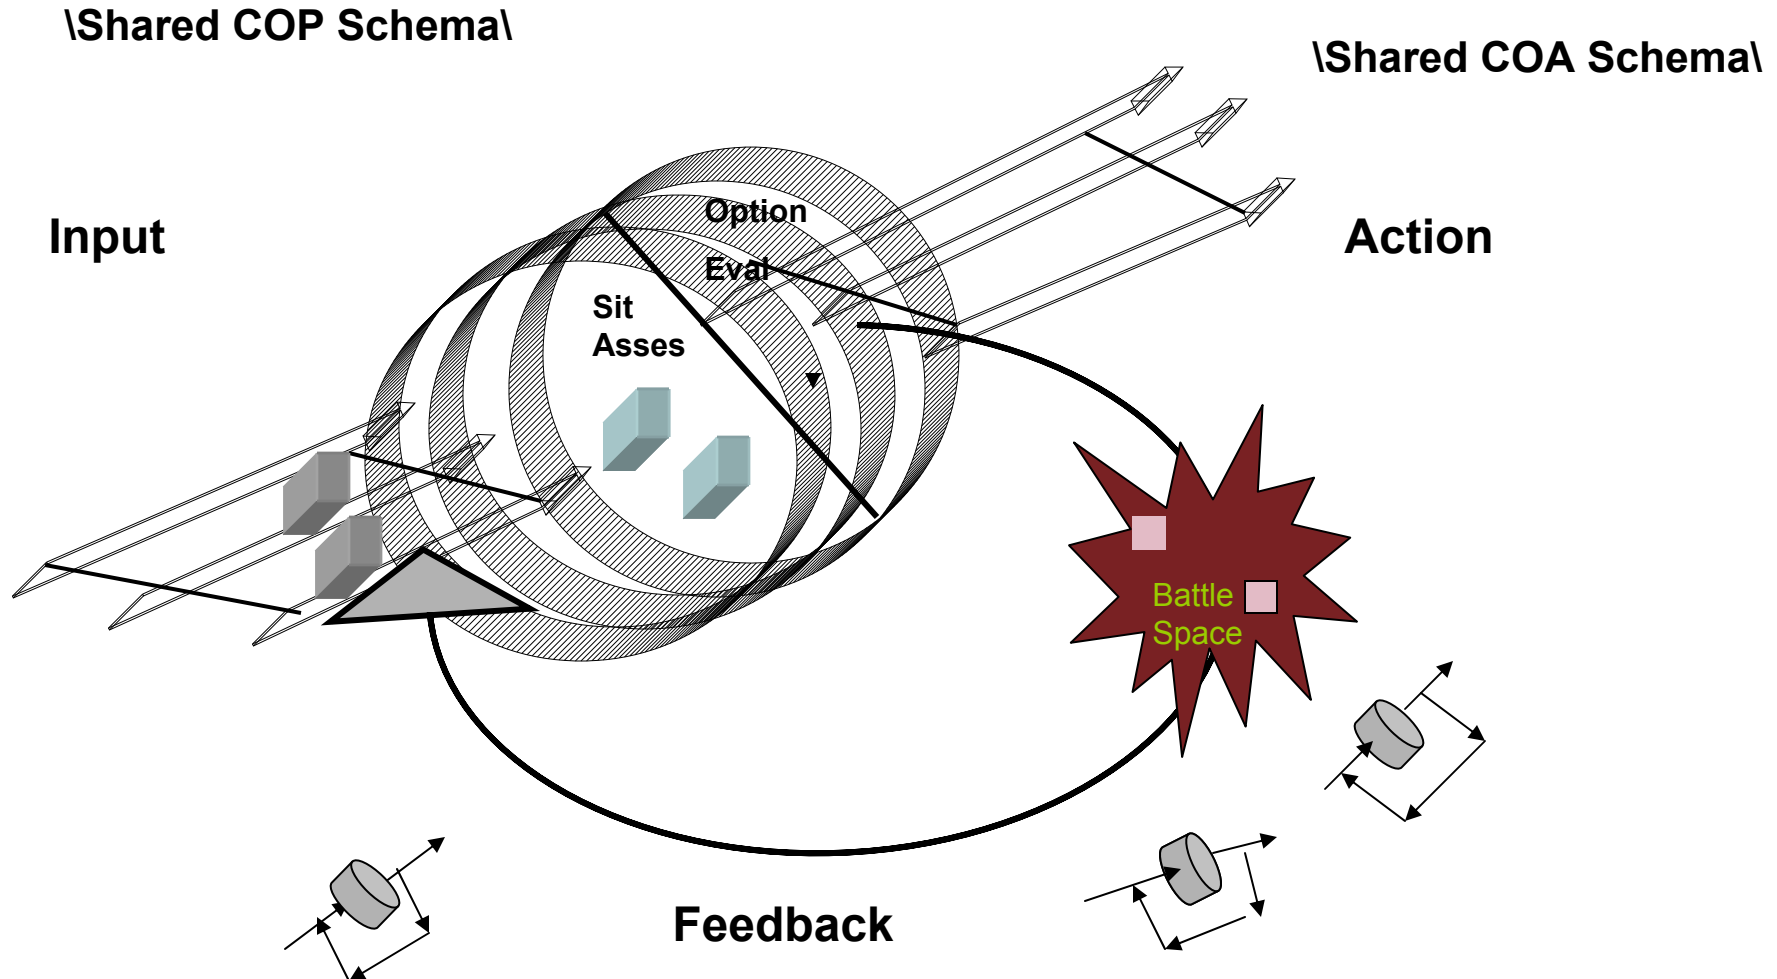 \Shared COP Schema\
\Shared COA Schema\
Input
Option
Eval
Action
Sit
Asses
Battle
Space
Feedback